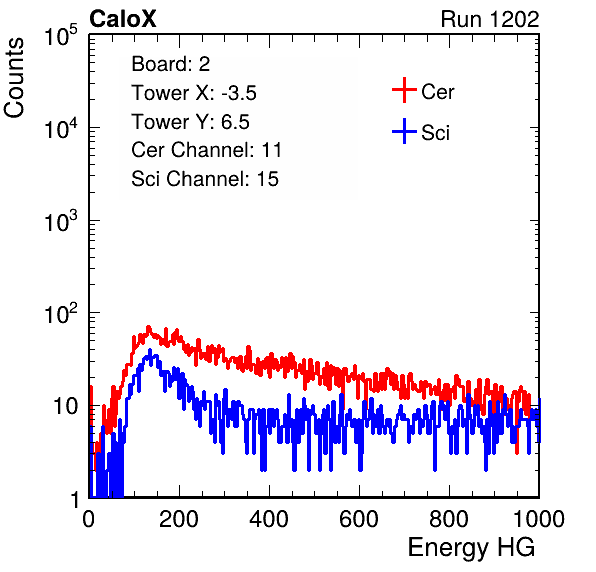 CaloX Run 1202
Counts
10^5
10^4
10^3
10^2
10
1
Board: 2
Tower X: -3.5
Tower Y: 6.5
Cer Channel: 11
Sci Channel: 15
Cer
Sci
0 200 400 600 800 1000
Energy HG